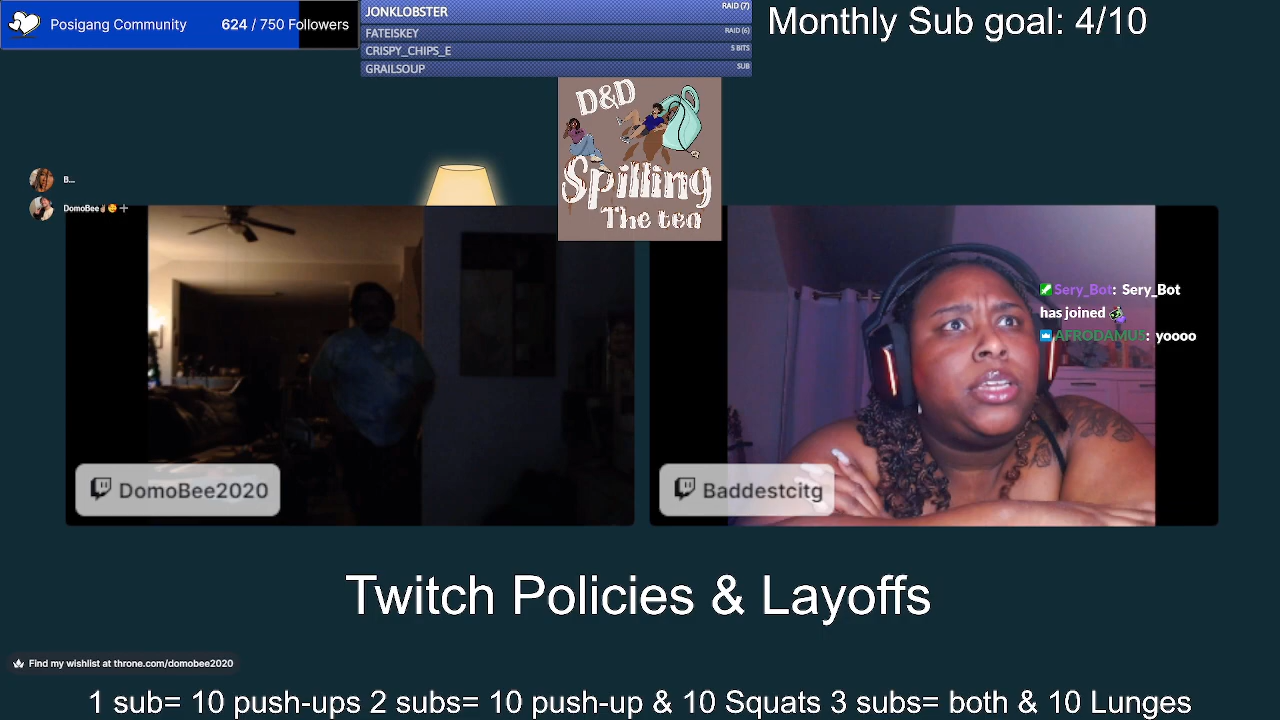 Posigang Community 624 / 750 Followers
JONKLOBSTER RAID (7)
FATEISKEY RAID (6)
CRISPY_CHIPS_E 5 BITS
GRAILSOUP SUB
Monthly Sub goal: 4/10
D&D
Spilling
The tea
B...
DomoBee
Sery_Bot: Sery_Bot
has joined
AFRODAMUS: yoooo
DomoBee2020
Baddestcitg
Twitch Policies & Layoffs
Find my wishlist at throne.com/domobee2020
1 sub= 10 push-ups 2 subs= 10 push-up & 10 Squats 3 subs= both & 10 Lunges